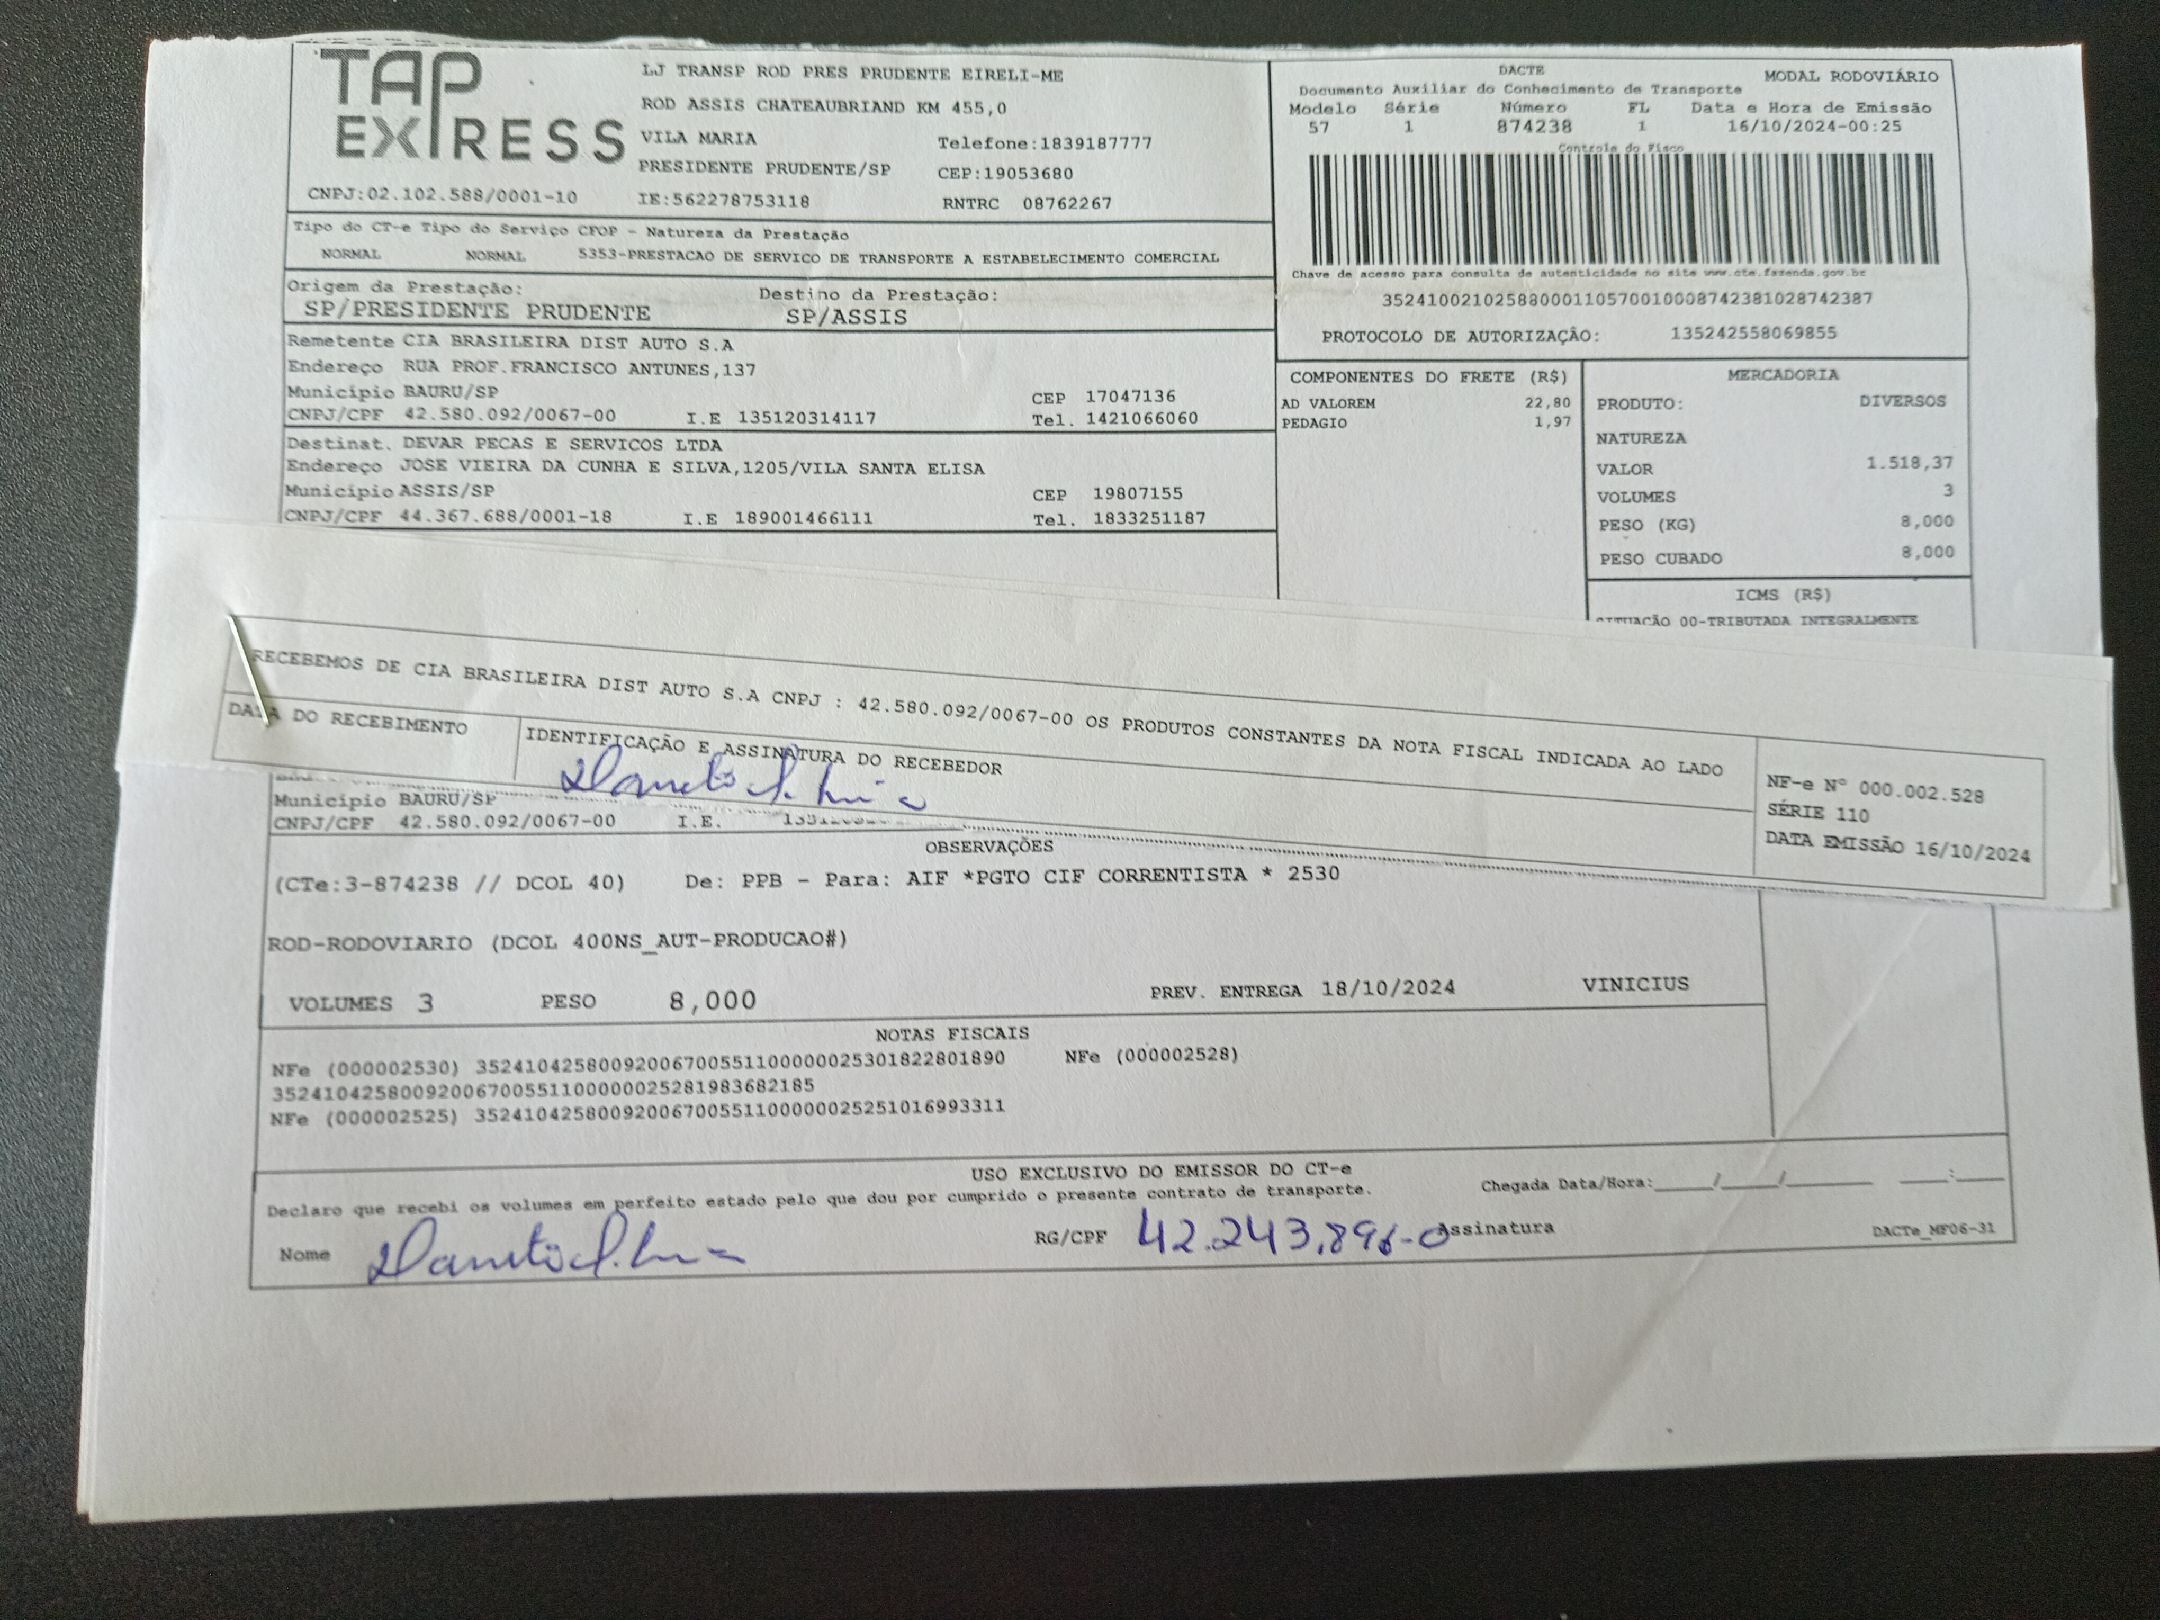 TAP EXPRESS
LJ TRANSP ROD PRES PRUDENTE EIRELI-ME
ROD ASSIS CHATEAUBRIAND KM 455,0
VILA MARIA Telefone:1839187777
PRESIDENTE PRUDENTE/SP CEP:19053680
CNPJ:02.102.588/0001-10 IE:562278753118 RNTRC 08762267
DACTE MODAL RODOVIÁRIO
Documento Auxiliar do Conhecimento de Transporte
Modelo Série Número FL Data e Hora de Emissão
57 1 874238 1 16/10/2024-00:25
Controle do Fisco
Chave de acesso para consulta de autenticidade no site www.cte.fazenda.gov.br
35241002102588000110570010008742381028742387
PROTOCOLO DE AUTORIZAÇÃO: 135242558069855
Tipo do CT-e Tipo do Serviço CFOP - Natureza da Prestação
NORMAL NORMAL 5353-PRESTACAO DE SERVICO DE TRANSPORTE A ESTABELECIMENTO COMERCIAL
Origem da Prestação: Destino da Prestação:
SP/PRESIDENTE PRUDENTE SP/ASSIS
Remetente CIA BRASILEIRA DIST AUTO S.A
Endereço RUA PROF.FRANCISCO ANTUNES,137
Município BAURU/SP CEP 17047136
CNPJ/CPF 42.580.092/0067-00 I.E 135120314117 Tel. 1421066060
Destinat. DEVAR PECAS E SERVICOS LTDA
Endereço JOSE VIEIRA DA CUNHA E SILVA,1205/VILA SANTA ELISA
Município ASSIS/SP CEP 19807155
CNPJ/CPF 44.367.688/0001-18 I.E 189001466111 Tel. 1833251187
COMPONENTES DO FRETE (R$)
AD VALOREM 22,80
PEDAGIO 1,97
MERCADORIA
PRODUTO: DIVERSOS
NATUREZA
VALOR 1.518,37
VOLUMES 3
PESO (KG) 8,000
PESO CUBADO 8,000
ICMS (R$)
SITUAÇÃO 00-TRIBUTADA INTEGRALMENTE
RECEBEMOS DE CIA BRASILEIRA DIST AUTO S.A CNPJ : 42.580.092/0067-00 OS PRODUTOS CONSTANTES DA NOTA FISCAL INDICADA AO LADO
DATA DO RECEBIMENTO IDENTIFICAÇÃO E ASSINATURA DO RECEBEDOR
NF-e Nº 000.002.528
SÉRIE 110
DATA EMISSÃO 16/10/2024
Município BAURU/SP
CNPJ/CPF 42.580.092/0067-00 I.E.
OBSERVAÇÕES
(CTe:3-874238 // DCOL 40) De: PPB - Para: AIF *PGTO CIF CORRENTISTA * 2530
ROD-RODOVIARIO (DCOL 400NS_AUT-PRODUCAO#)
VOLUMES 3 PESO 8,000 PREV. ENTREGA 18/10/2024 VINICIUS
NOTAS FISCAIS
NFe (000002530) 35241042580092006700551100000025301822801890 NFe (000002528)
35241042580092006700551100000025281983682185
NFe (000002525) 35241042580092006700551100000025251016993311
USO EXCLUSIVO DO EMISSOR DO CT-e
Declaro que recebi os volumes em perfeito estado pelo que dou por cumprido o presente contrato de transporte. Chegada Data/Hora:____/____/______ ___:___
Nome RG/CPF 42.243.896-0 Assinatura DACTe_MF06-31